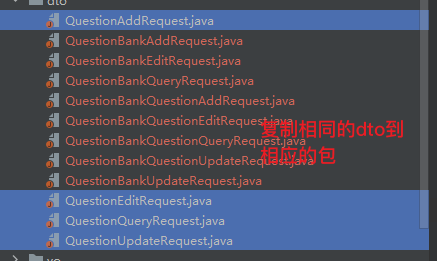 dto
QuestionAddRequest.java
QuestionBankAddRequest.java
QuestionBankEditRequest.java
QuestionBankQueryRequest.java
QuestionBankQuestionAddRequest.java
QuestionBankQuestionEditRequest.java
QuestionBankQuestionQueryRequest.java
QuestionBankQuestionUpdateRequest.java
QuestionBankUpdateRequest.java
QuestionEditRequest.java
QuestionQueryRequest.java
QuestionUpdateRequest.java
vo
复制相同的dto到
相应的包